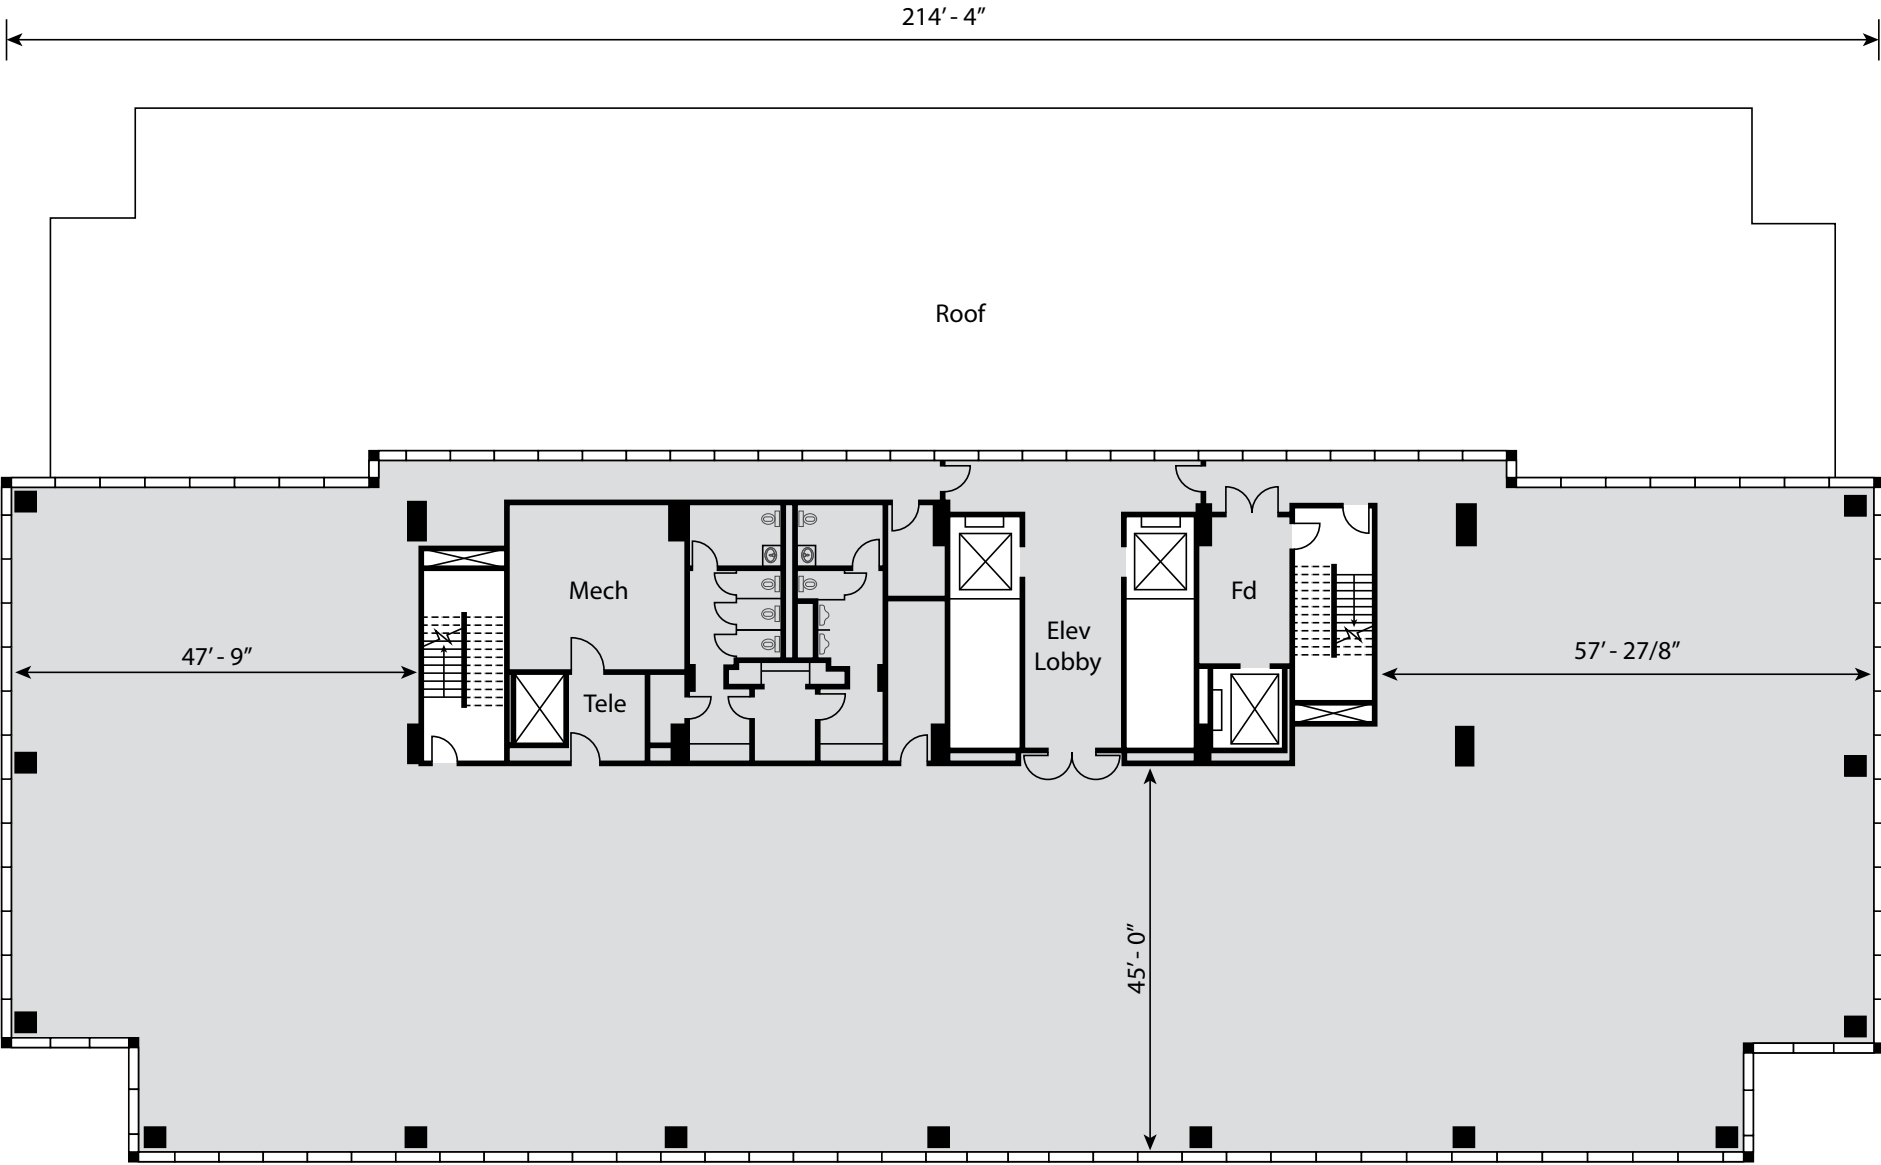 214’ - 4”
Roof
Mech
Fd
Elev
Lobby
47’ - 9”
57’ - 27/8”
Tele
45’ - 0”